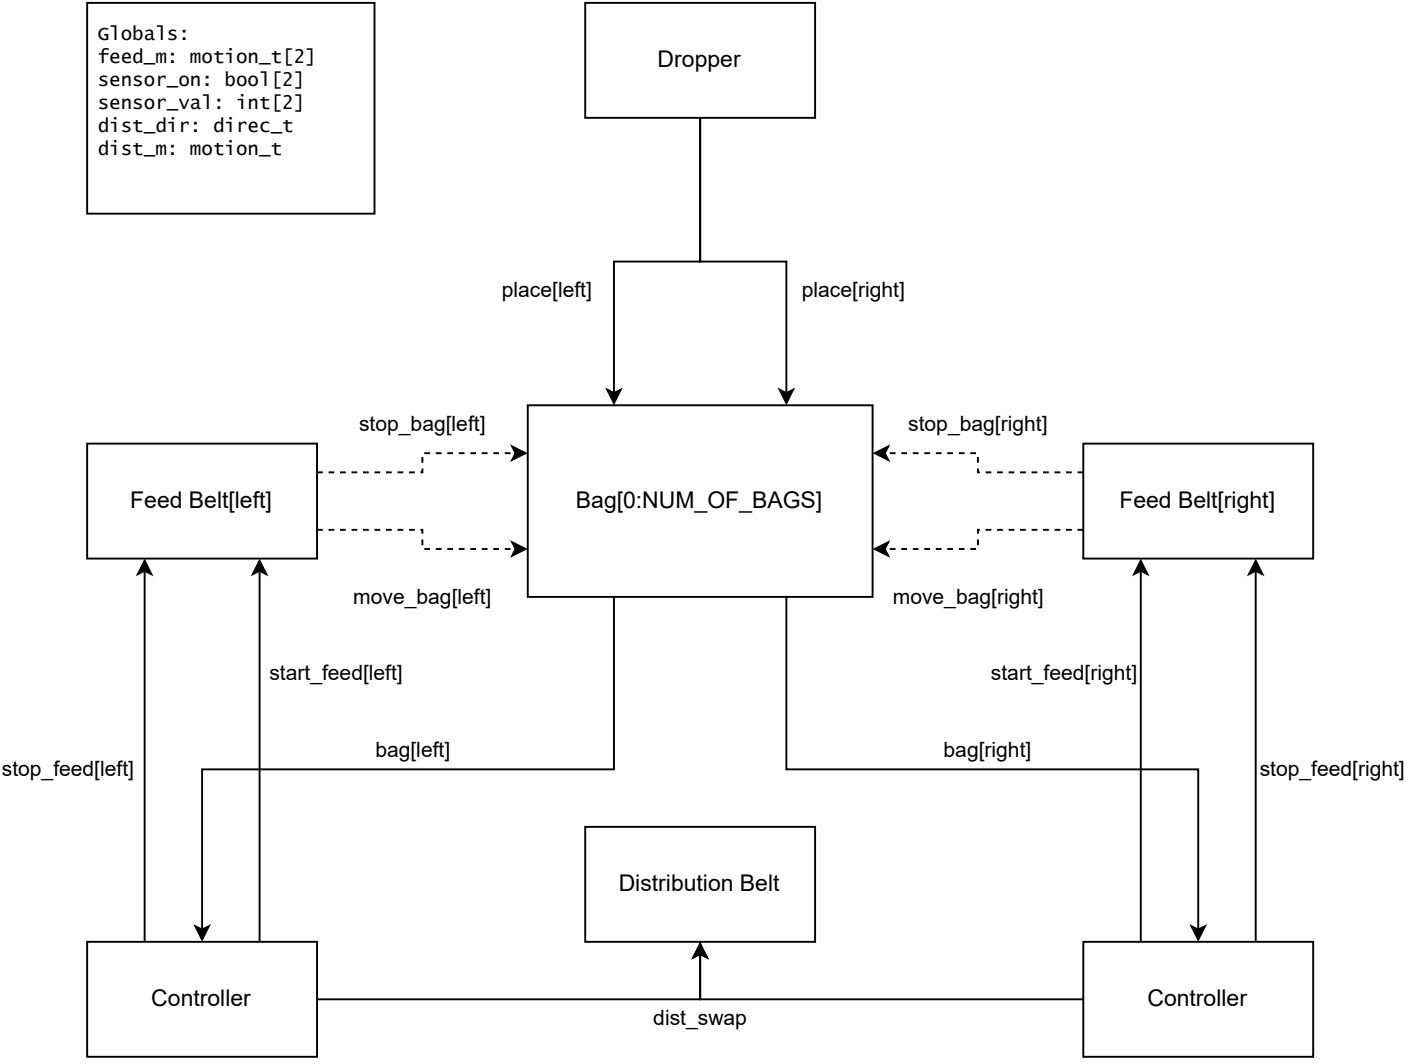 Globals:
feed_m: motion_t[2]
sensor_on: bool[2]
sensor_val: int[2]
dist_dir: direc_t
dist_m: motion_t
Dropper
place[left]
place[right]
stop_bag[left]
stop_bag[right]
Feed Belt[left]
Bag[0:NUM_OF_BAGS]
Feed Belt[right]
move_bag[left]
move_bag[right]
start_feed[left]
start_feed[right]
bag[left]
bag[right]
stop_feed[left]
stop_feed[right]
Distribution Belt
Controller
Controller
dist_swap